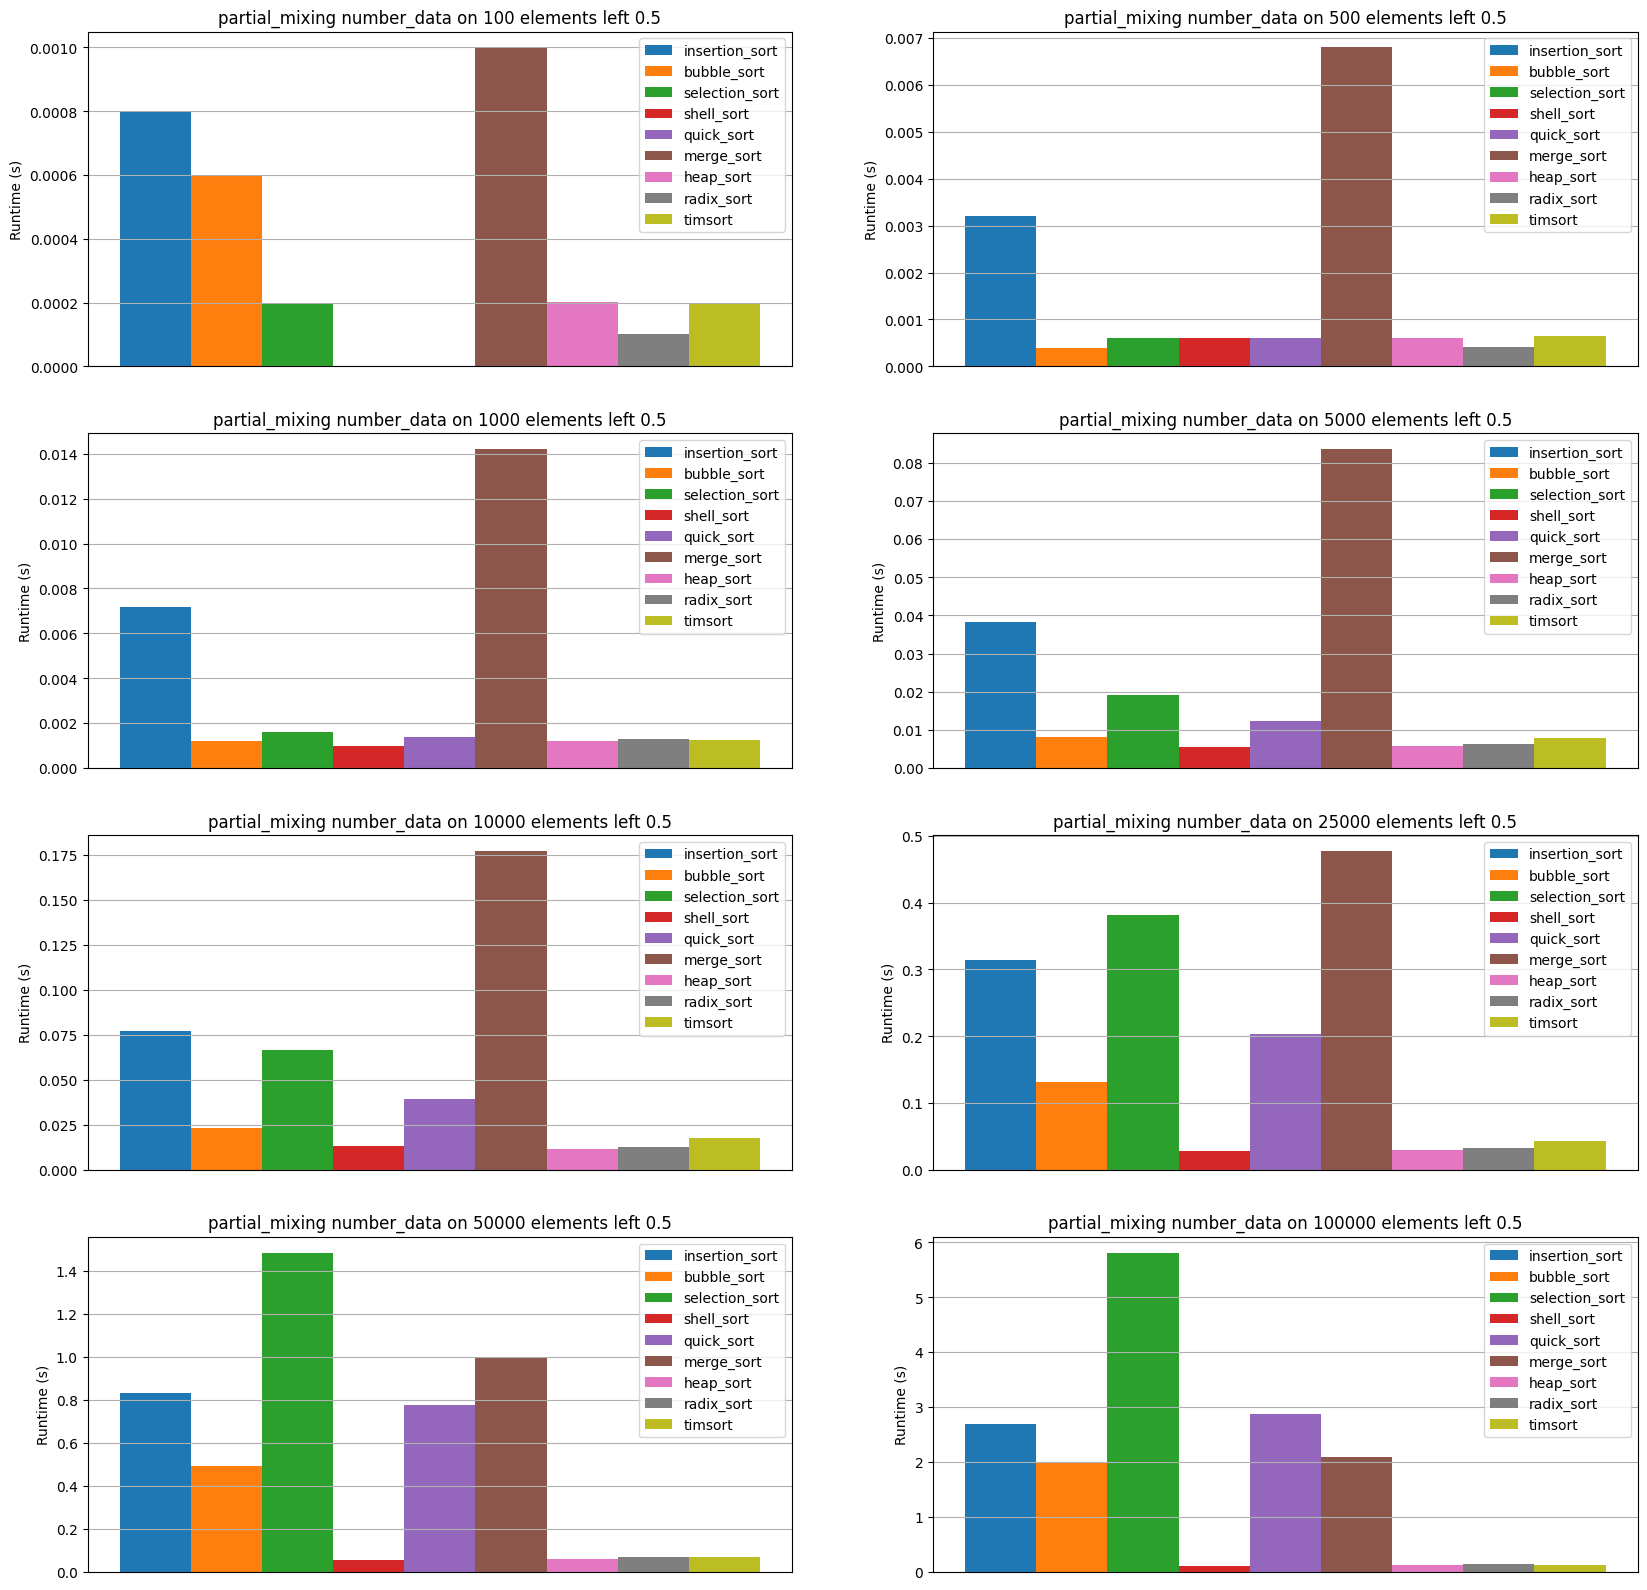 partial_mixing number_data on 100 elements left 0.5
Runtime (s)
0.0010
0.0008
0.0006
0.0004
0.0002
0.0000
insertion_sort
bubble_sort
selection_sort
shell_sort
quick_sort
merge_sort
heap_sort
radix_sort
timsort
partial_mixing number_data on 500 elements left 0.5
Runtime (s)
0.007
0.006
0.005
0.004
0.003
0.002
0.001
0.000
insertion_sort
bubble_sort
selection_sort
shell_sort
quick_sort
merge_sort
heap_sort
radix_sort
timsort
partial_mixing number_data on 1000 elements left 0.5
Runtime (s)
0.014
0.012
0.010
0.008
0.006
0.004
0.002
0.000
insertion_sort
bubble_sort
selection_sort
shell_sort
quick_sort
merge_sort
heap_sort
radix_sort
timsort
partial_mixing number_data on 5000 elements left 0.5
Runtime (s)
0.08
0.07
0.06
0.05
0.04
0.03
0.02
0.01
0.00
insertion_sort
bubble_sort
selection_sort
shell_sort
quick_sort
merge_sort
heap_sort
radix_sort
timsort
partial_mixing number_data on 10000 elements left 0.5
Runtime (s)
0.175
0.150
0.125
0.100
0.075
0.050
0.025
0.000
insertion_sort
bubble_sort
selection_sort
shell_sort
quick_sort
merge_sort
heap_sort
radix_sort
timsort
partial_mixing number_data on 25000 elements left 0.5
Runtime (s)
0.5
0.4
0.3
0.2
0.1
0.0
insertion_sort
bubble_sort
selection_sort
shell_sort
quick_sort
merge_sort
heap_sort
radix_sort
timsort
partial_mixing number_data on 50000 elements left 0.5
Runtime (s)
1.4
1.2
1.0
0.8
0.6
0.4
0.2
0.0
insertion_sort
bubble_sort
selection_sort
shell_sort
quick_sort
merge_sort
heap_sort
radix_sort
timsort
partial_mixing number_data on 100000 elements left 0.5
Runtime (s)
6
5
4
3
2
1
0
insertion_sort
bubble_sort
selection_sort
shell_sort
quick_sort
merge_sort
heap_sort
radix_sort
timsort